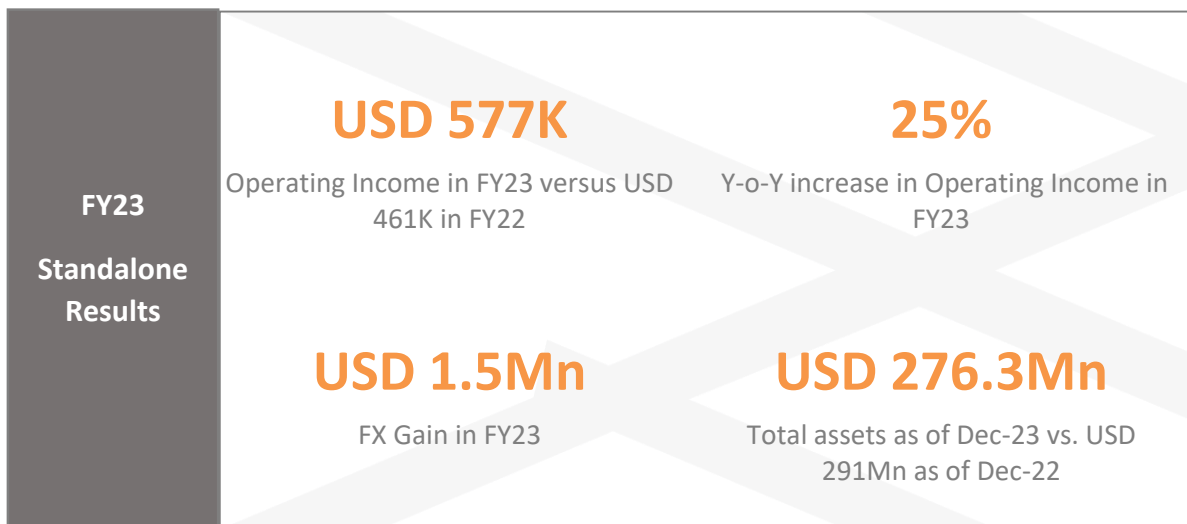 FY23
Standalone
Results
USD 577K
Operating Income in FY23 versus USD
461K in FY22
25%
Y-o-Y increase in Operating Income in
FY23
USD 1.5Mn
FX Gain in FY23
USD 276.3Mn
Total assets as of Dec-23 vs. USD
291Mn as of Dec-22